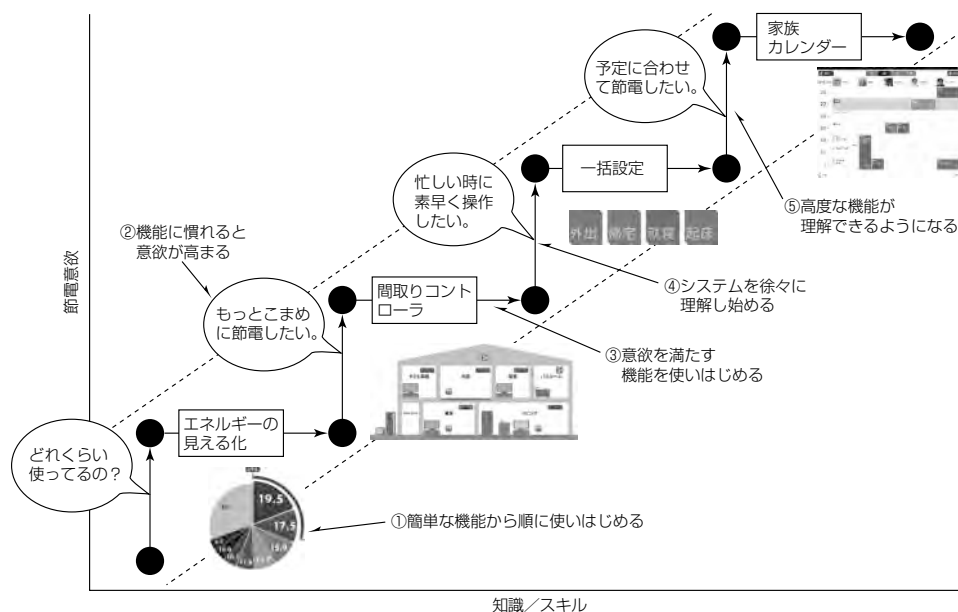 家族
カレンダー
予定に合わせ
て節電したい。
一括設定
忙しい時に
素早く操作
したい。
⑤高度な機能が
理解できるようになる
外出
帰宅
就寝
起床
②機能に慣れると
意欲が高まる
④システムを徐々に
理解し始める
間取りコント
ローラ
もっとこまめ
に節電したい。
③意欲を満たす
機能を使いはじめる
節電意欲
エネルギーの
見える化
どれくらい
使ってるの？
19.5
17.5
15.9
①簡単な機能から順に使いはじめる
知識／スキル